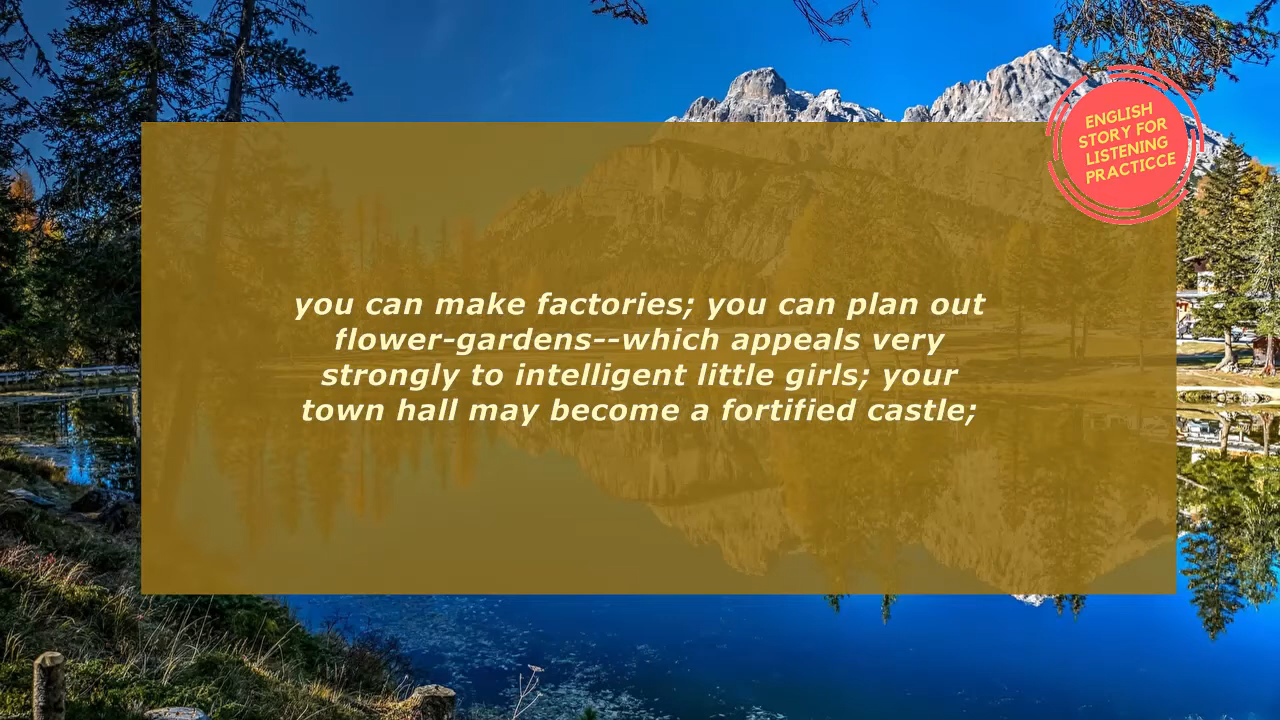 ENGLISH
STORY FOR
LISTENING
PRACTICCE
you can make factories; you can plan out
flower-gardens--which appeals very
strongly to intelligent little girls; your
town hall may become a fortified castle;